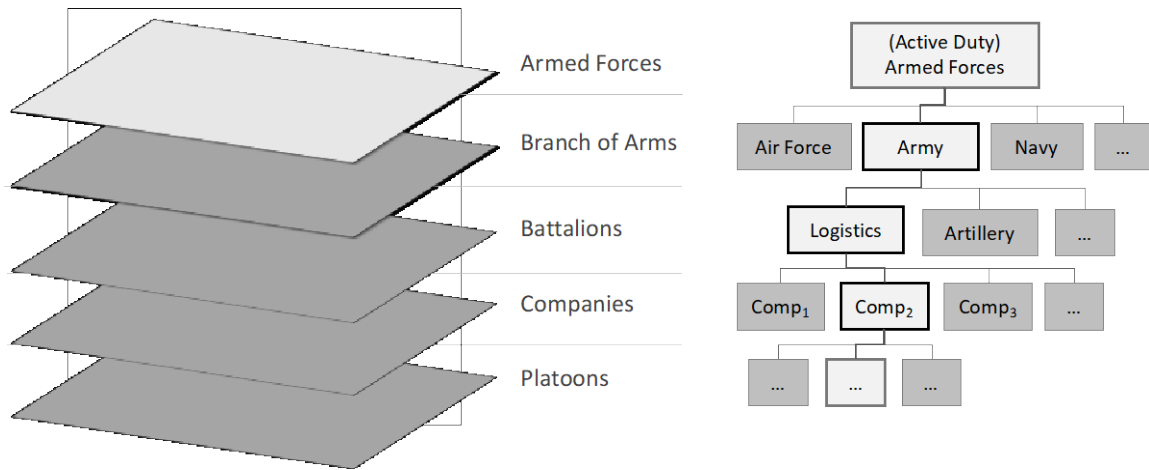 Armed Forces
Branch of Arms
Battalions
Companies
Platoons
(Active Duty)
Armed Forces
Air Force
Army
Navy
...
Logistics
Artillery
...
Comp₁
Comp₂
Comp₃
...
...
...
...